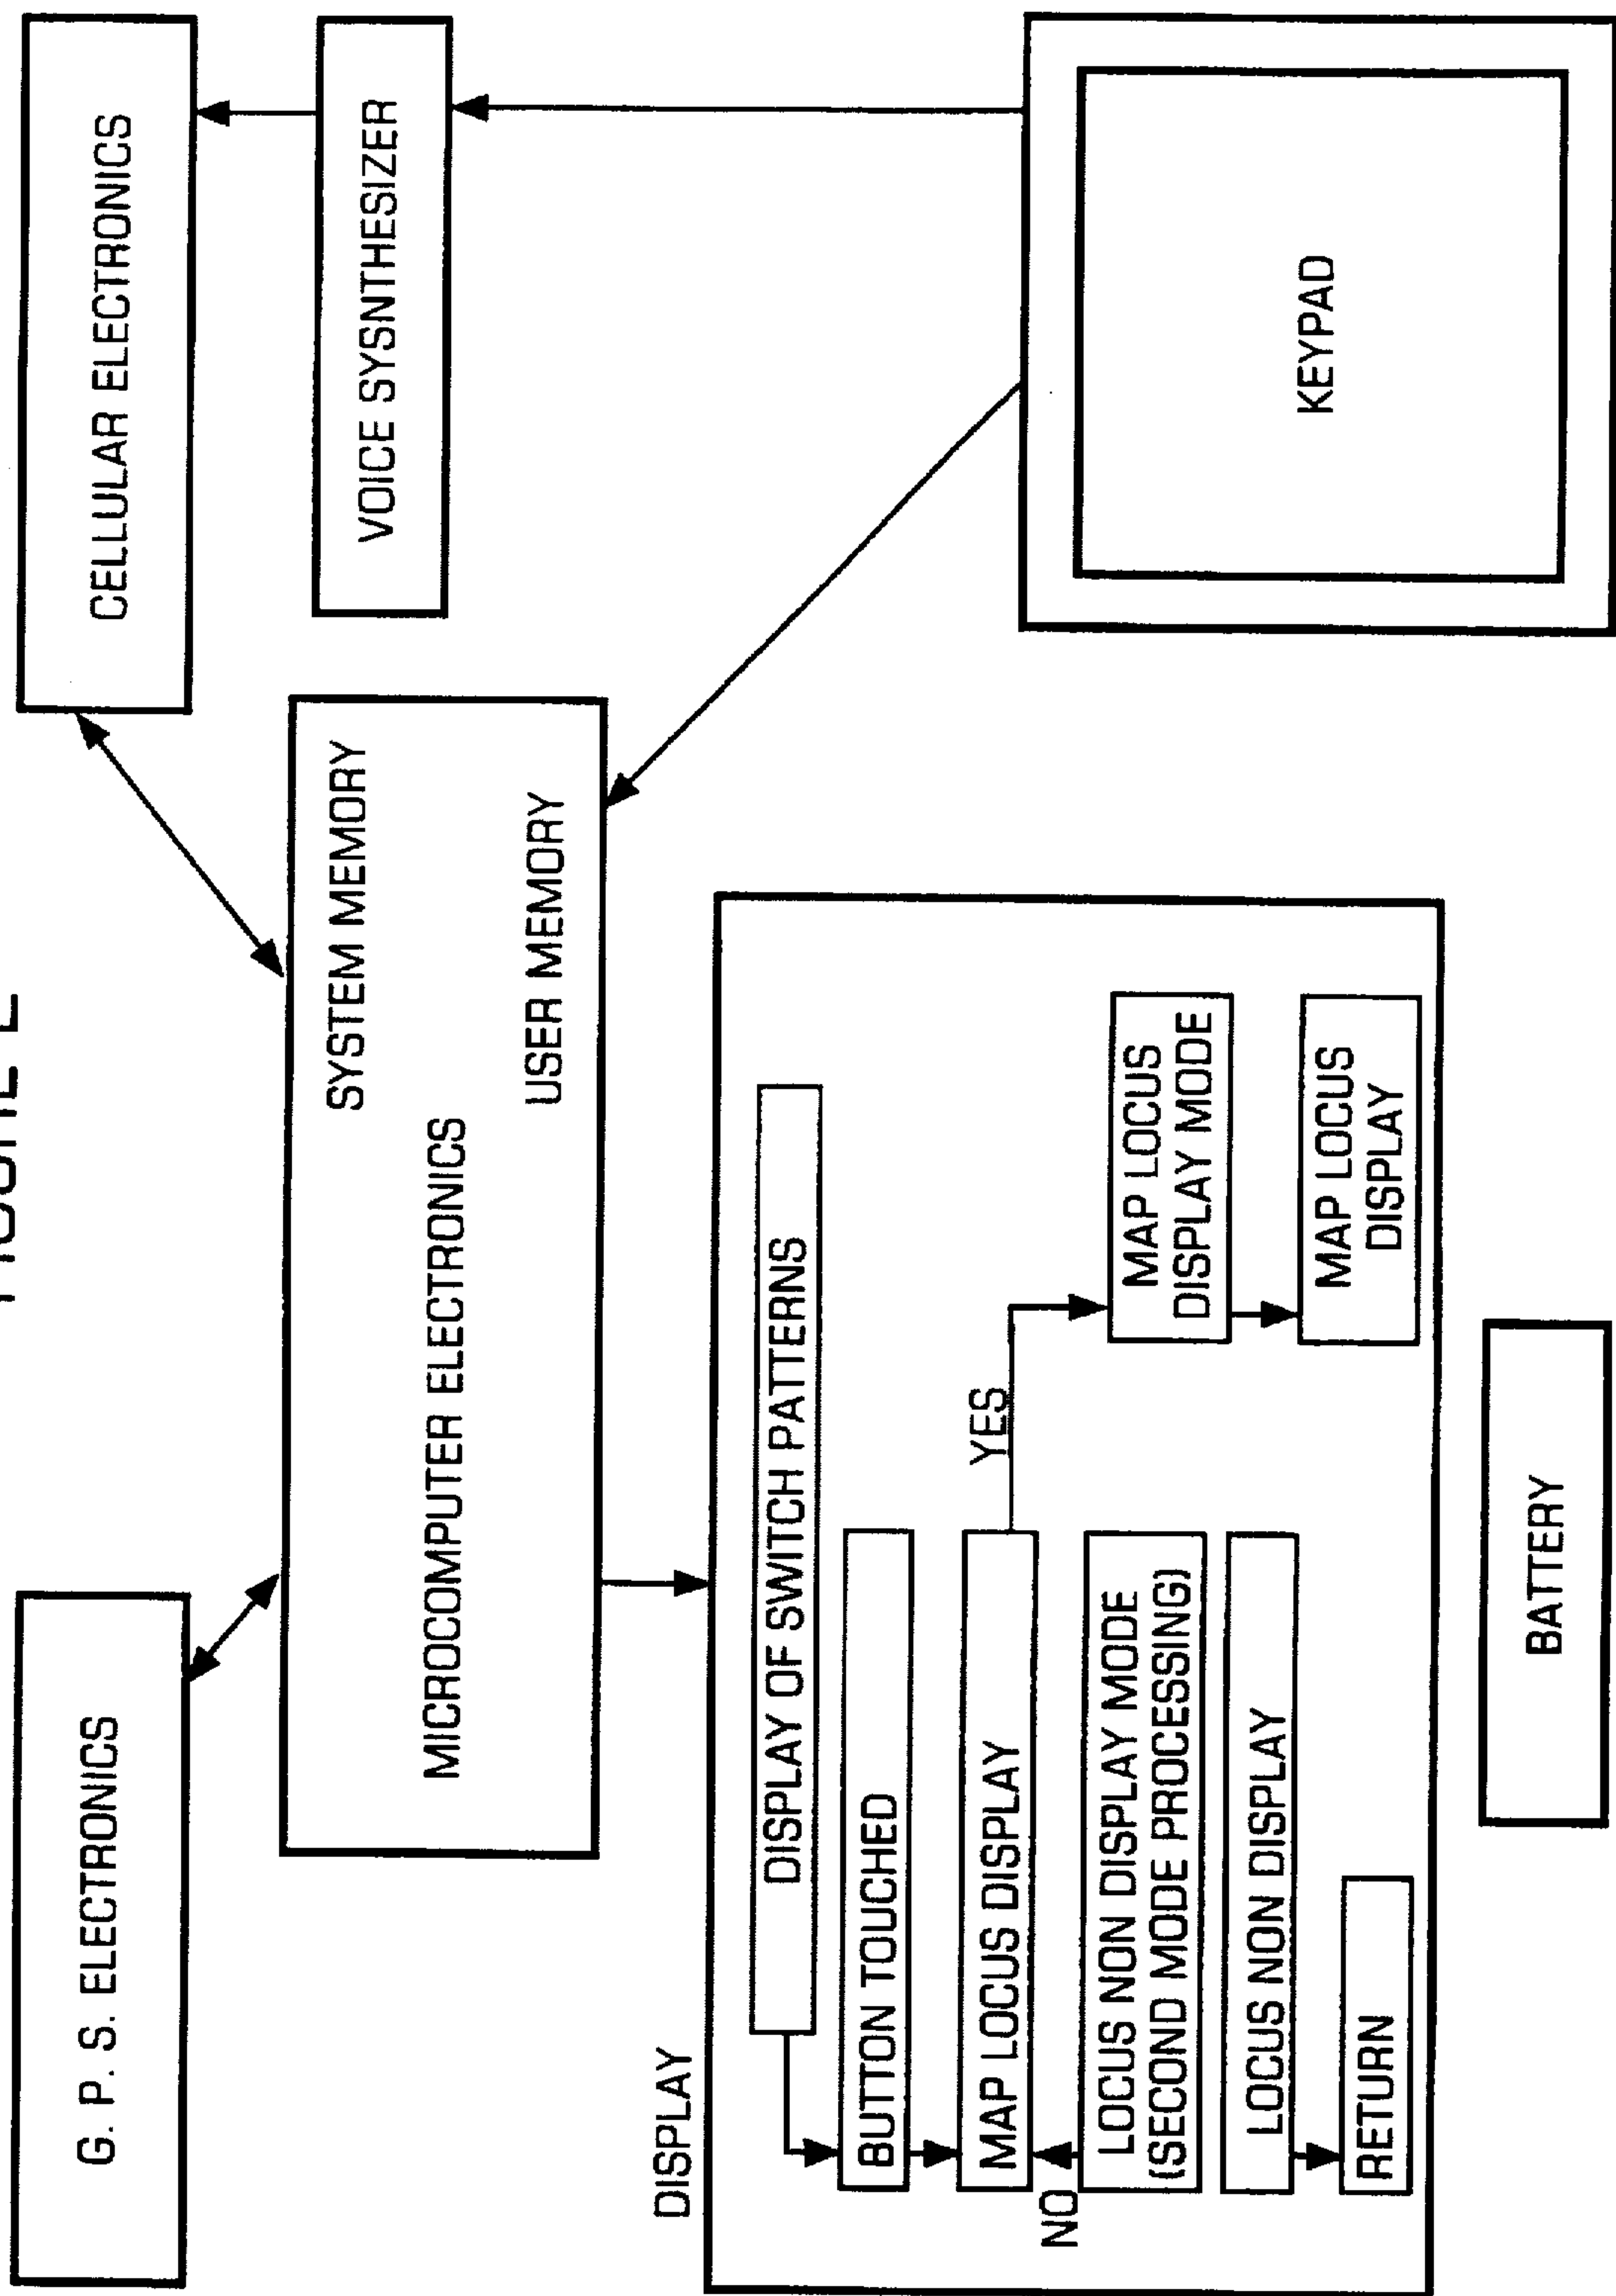 FIGURE
G. P. S. ELECTRONICS
CELLULAR ELECTRONICS
SYSTEM MEMORY
MICROCOMPUTER ELECTRONICS
USER MEMORY
VOICE SYSNTHESIZER
DISPLAY
DISPLAY OF SWITCH PATTERNS
BUTTON TOUCHED
MAP LOCUS DISPLAY
YES
NO
LOCUS NON DISPLAY MODE
(SECOND MODE PROCESSING)
LOCUS NON DISPLAY
RETURN
MAP LOCUS
DISPLAY MODE
MAP LOCUS
DISPLAY
KEYPAD
BATTERY